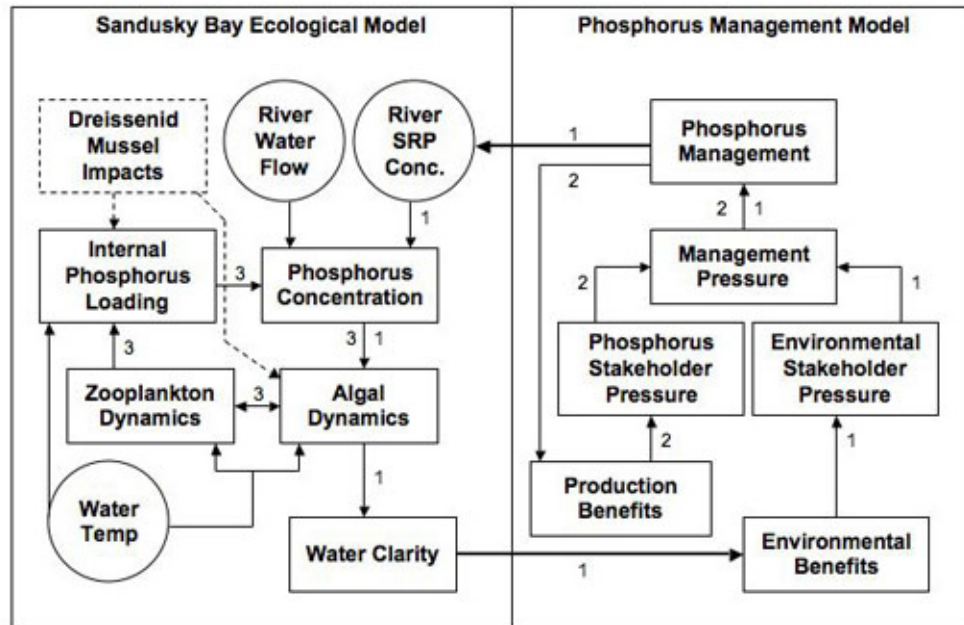 Sandusky Bay Ecological Model
Phosphorus Management Model
Dreissenid
Mussel
Impacts
River
Water
Flow
River
SRP
Conc.
1
Phosphorus
Management
2
1
2
1
Internal
Phosphorus
Loading
3
Phosphorus
Concentration
Management
Pressure
2
1
3
3
1
Phosphorus
Stakeholder
Pressure
Environmental
Stakeholder
Pressure
Zooplankton
Dynamics
3
Algal
Dynamics
2
1
1
Production
Benefits
Water
Temp
Water Clarity
1
Environmental
Benefits